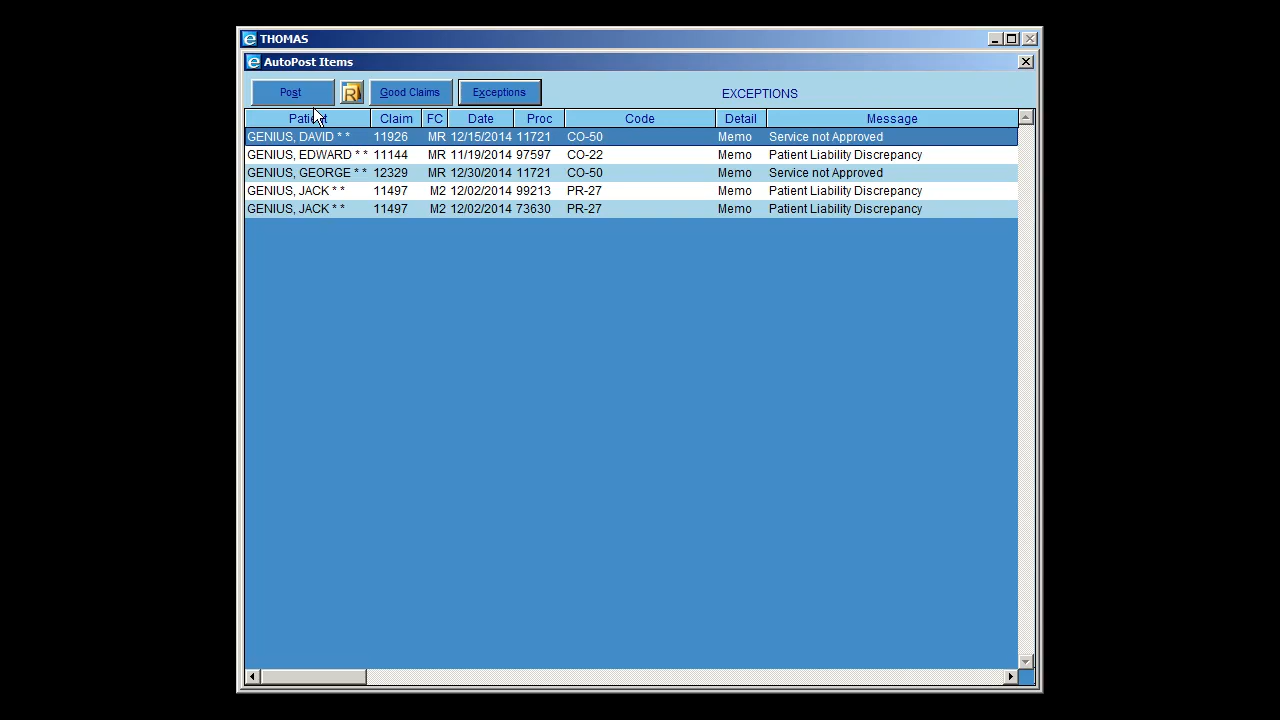 THOMAS
AutoPost Items
Post R Good Claims Exceptions EXCEPTIONS
Patient Claim FC Date Proc Code Detail Message
GENIUS, DAVID * * 11926 MR 12/15/2014 11721 CO-50 Memo Service not Approved
GENIUS, EDWARD * * 11144 MR 11/19/2014 97597 CO-22 Memo Patient Liability Discrepancy
GENIUS, GEORGE * * 12329 MR 12/30/2014 11721 CO-50 Memo Service not Approved
GENIUS, JACK * * 11497 M2 12/02/2014 99213 PR-27 Memo Patient Liability Discrepancy
GENIUS, JACK * * 11497 M2 12/02/2014 73630 PR-27 Memo Patient Liability Discrepancy